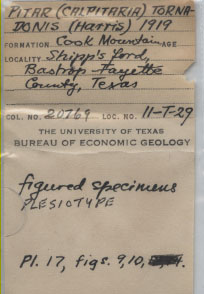 PITAR (CALPITARIA) TORNA-
DONIS (Harris) 1919
FORMATION Cook Mountain AGE
LOCALITY Shipp's Ford,
Bastrop Fayette
County, Texas
COL. NO. 20769 LOC. NO. 11-T-29
THE UNIVERSITY OF TEXAS
BUREAU OF ECONOMIC GEOLOGY
figured specimens
PLESIOTYPE
Pl. 17, figs. 9, 10,